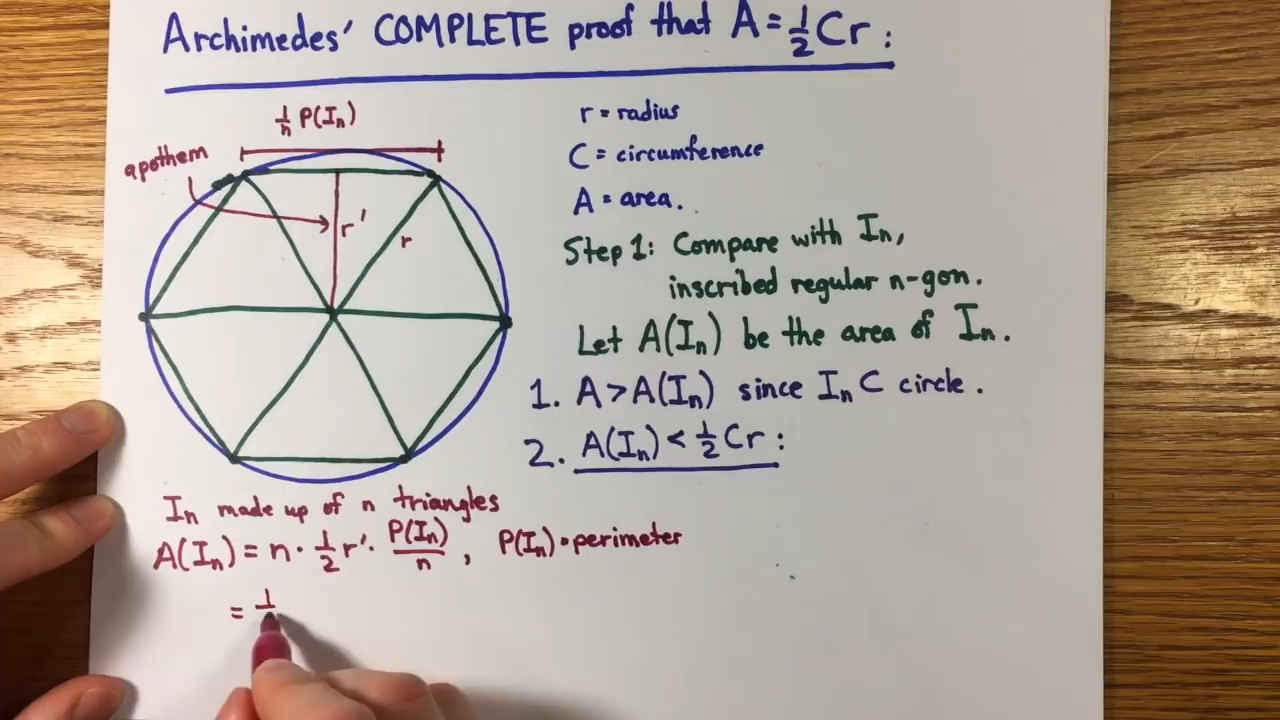 Archimedes' COMPLETE proof that A = ½Cr :
1/n P(In)
apothem
r'
r
r = radius
C = circumference
A = area.
Step 1: Compare with In,
inscribed regular n-gon.
Let A(In) be the area of In.
1. A > A(In) since In ⊂ circle.
2. A(In) < ½Cr :
In made up of n triangles
A(In) = n · ½ r' · P(In)/n , P(In) = perimeter
= 1